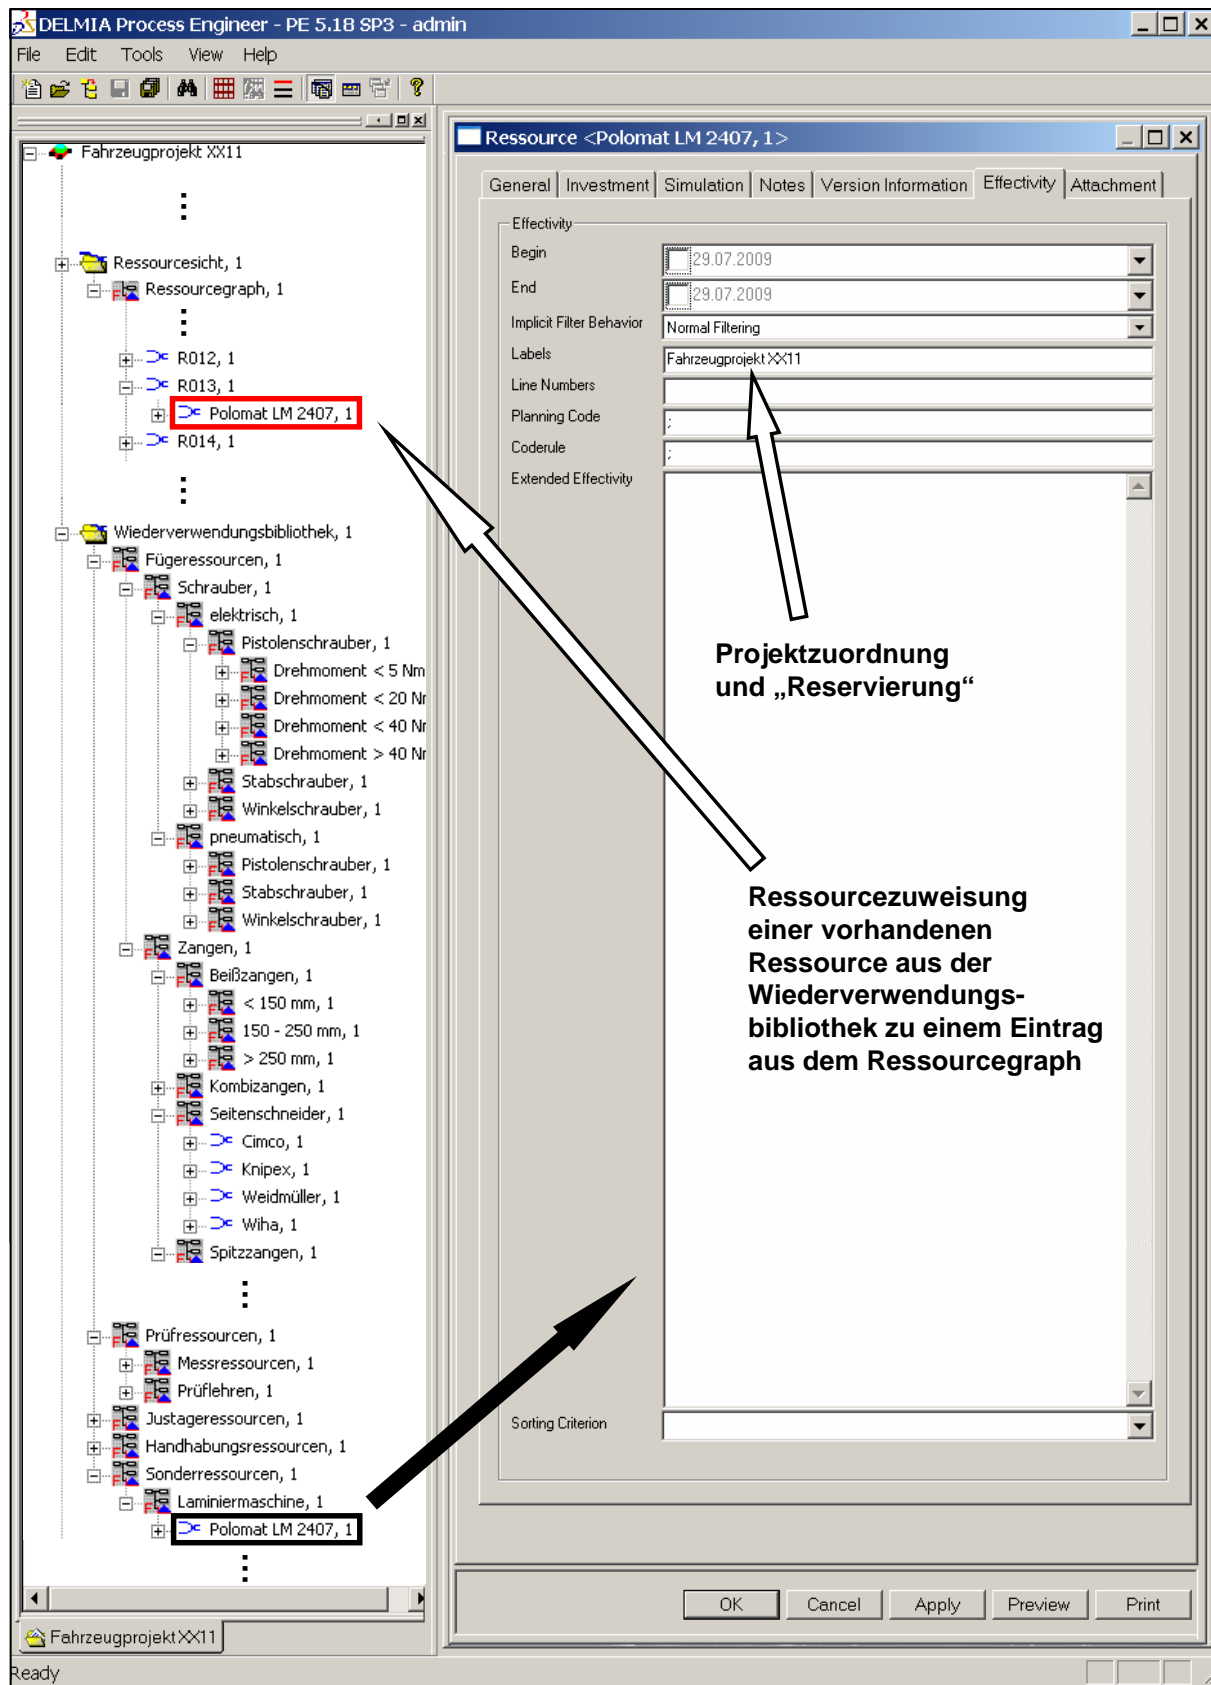 DELMIA Process Engineer - PE 5.18 SP3 - admin
File Edit Tools View Help
Fahrzeugprojekt XX11
Ressourcesicht, 1
Ressourcegraph, 1
R012, 1
R013, 1
Polomat LM 2407, 1
R014, 1
Wiederverwendungsbibliothek, 1
Fügeressourcen, 1
Schrauber, 1
elektrisch, 1
Pistolenschrauber, 1
Drehmoment < 5 Nm
Drehmoment < 20 Nr
Drehmoment < 40 Nr
Drehmoment > 40 Nr
Stabschrauber, 1
Winkelschrauber, 1
pneumatisch, 1
Pistolenschrauber, 1
Stabschrauber, 1
Winkelschrauber, 1
Zangen, 1
Beißzangen, 1
< 150 mm, 1
150 - 250 mm, 1
> 250 mm, 1
Kombizangen, 1
Seitenschneider, 1
Cimco, 1
Knipex, 1
Weidmüller, 1
Wiha, 1
Spitzzangen, 1
Prüfressourcen, 1
Messressourcen, 1
Prüflehren, 1
Justageressourcen, 1
Handhabungsressourcen, 1
Sonderressourcen, 1
Laminiermaschine, 1
Polomat LM 2407, 1
Fahrzeugprojekt XX11
Ready
Ressource <Polomat LM 2407, 1>
General Investment Simulation Notes Version Information Effectivity Attachment
Effectivity
Begin 29.07.2009
End 29.07.2009
Implicit Filter Behavior Normal Filtering
Labels Fahrzeugprojekt XX11
Line Numbers
Planning Code ;
Coderule ;
Extended Effectivity
Projektzuordnung
und „Reservierung“
Ressourcezuweisung
einer vorhandenen
Ressource aus der
Wiederverwendungs-
bibliothek zu einem Eintrag
aus dem Ressourcegraph
Sorting Criterion
OK Cancel Apply Preview Print